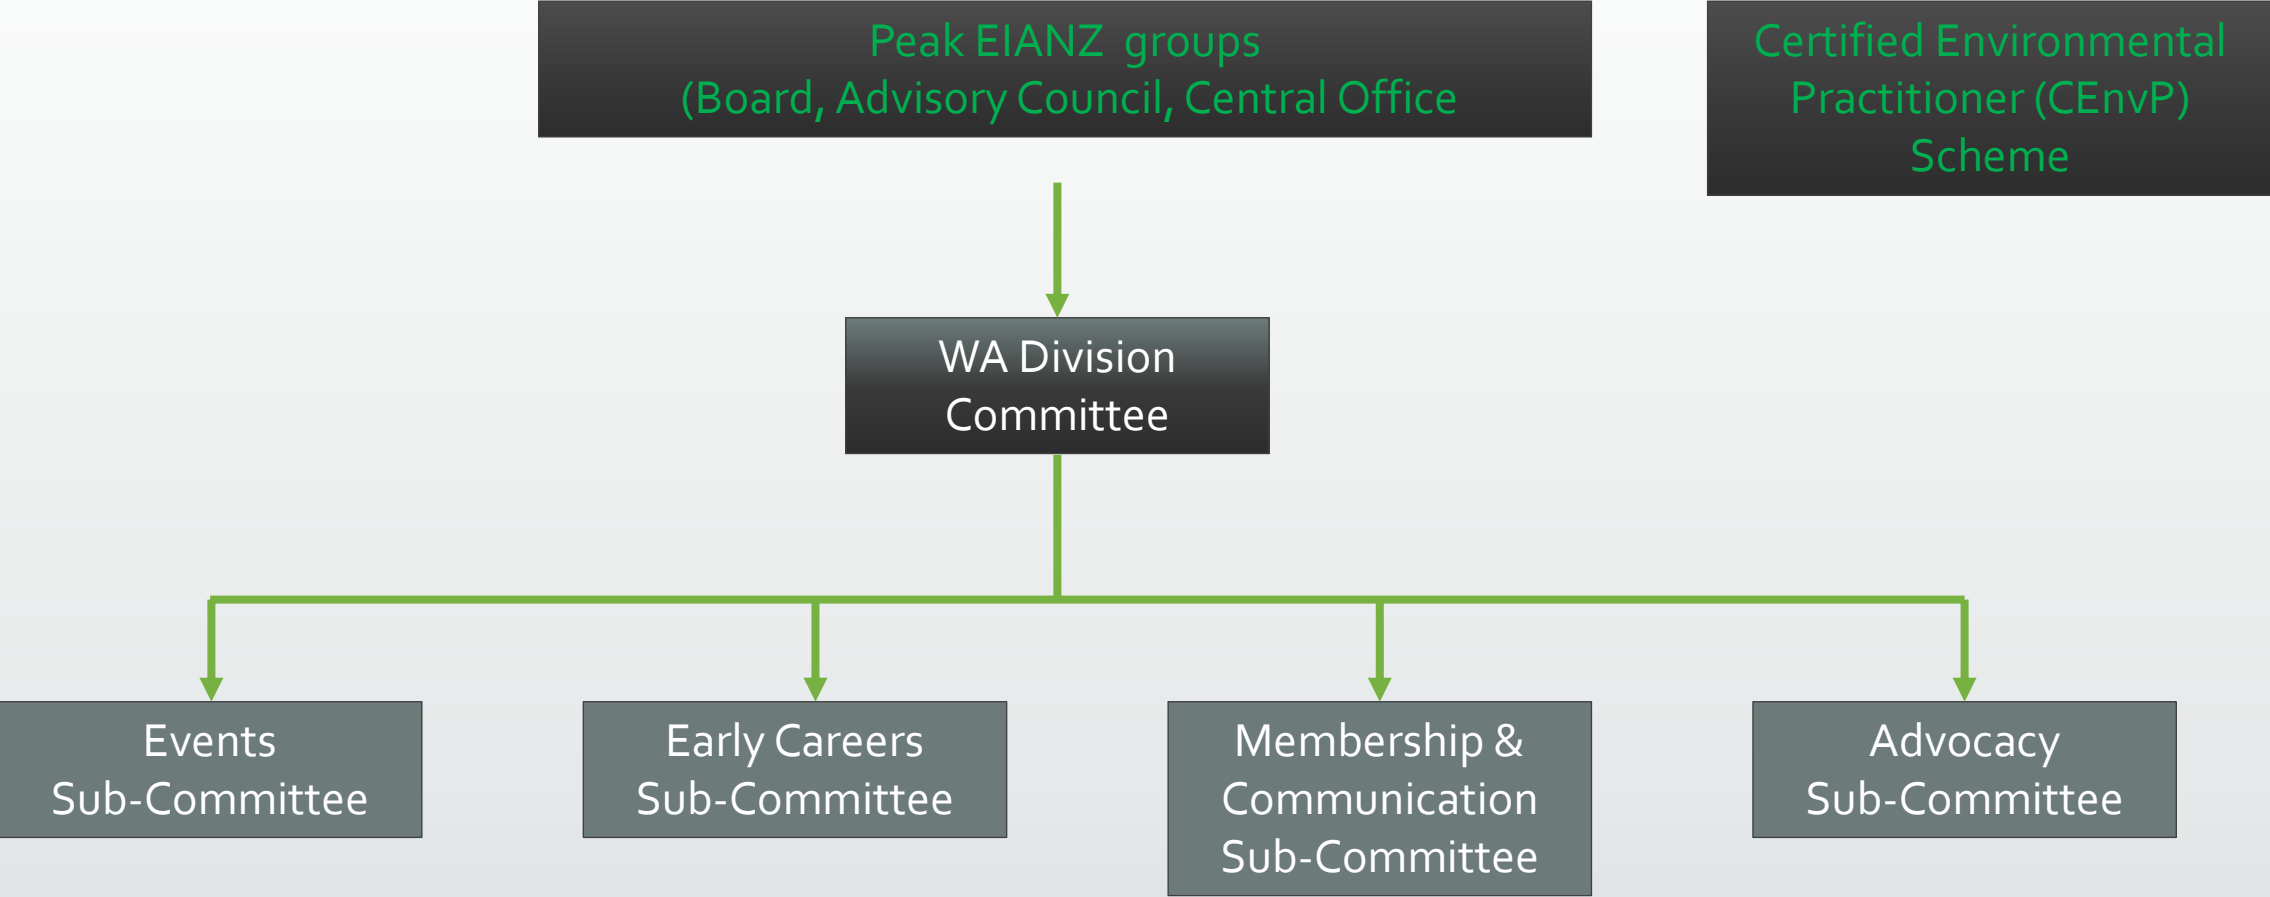 Peak EIANZ  groups
(Board, Advisory Council, Central Office
Certified Environmental
Practitioner (CEnvP)
Scheme
WA Division
Committee
Events
Sub-Committee
Early Careers
Sub-Committee
Membership &
Communication
Sub-Committee
Advocacy
Sub-Committee